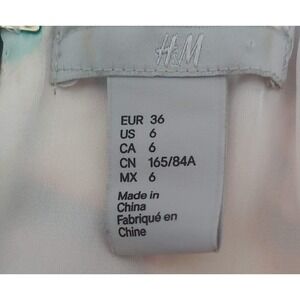 H&M
EUR 36
US 6
CA 6
CN 165/84A
MX 6
Made in
China
Fabriqué en
Chine